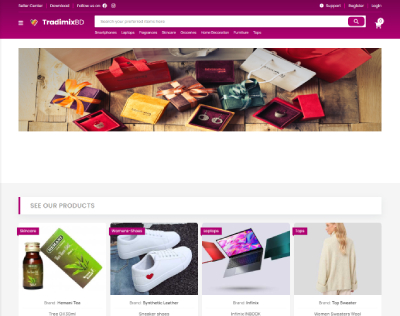 Seller Center | Download | Follow us on
Support | Register | Login
TradimixBD
Search your preferred items here
0
Smartphones Laptops Fragrances Skincare Groceries Home Decoration Furniture Tops
SEE OUR PRODUCTS
Skincare
Womens-Shoes
Laptops
Tops
HEMANI
Brand: Hemani Tea
Brand: Synthetic Leather
Brand: Infinix
Brand: Top Sweater
Tree Oil 30ml
Sneaker shoes
Infinix INBOOK
Women Sweaters Wool